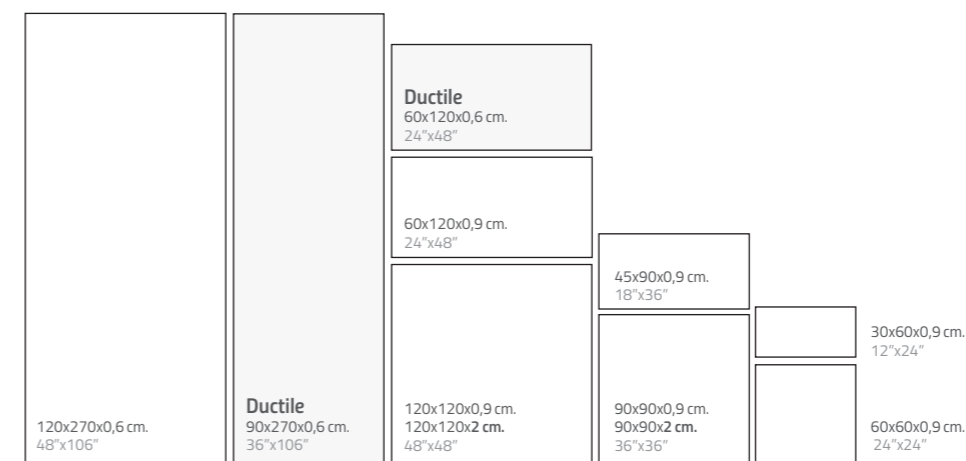 120x270x0,6 cm.
48”x106”
Ductile
90x270x0,6 cm.
36”x106”
Ductile
60x120x0,6 cm.
24”x48”
60x120x0,9 cm.
24”x48”
120x120x0,9 cm.
120x120x2 cm.
48”x48”
45x90x0,9 cm.
18”x36”
90x90x0,9 cm.
90x90x2 cm.
36”x36”
30x60x0,9 cm.
12”x24”
60x60x0,9 cm.
24”x24”